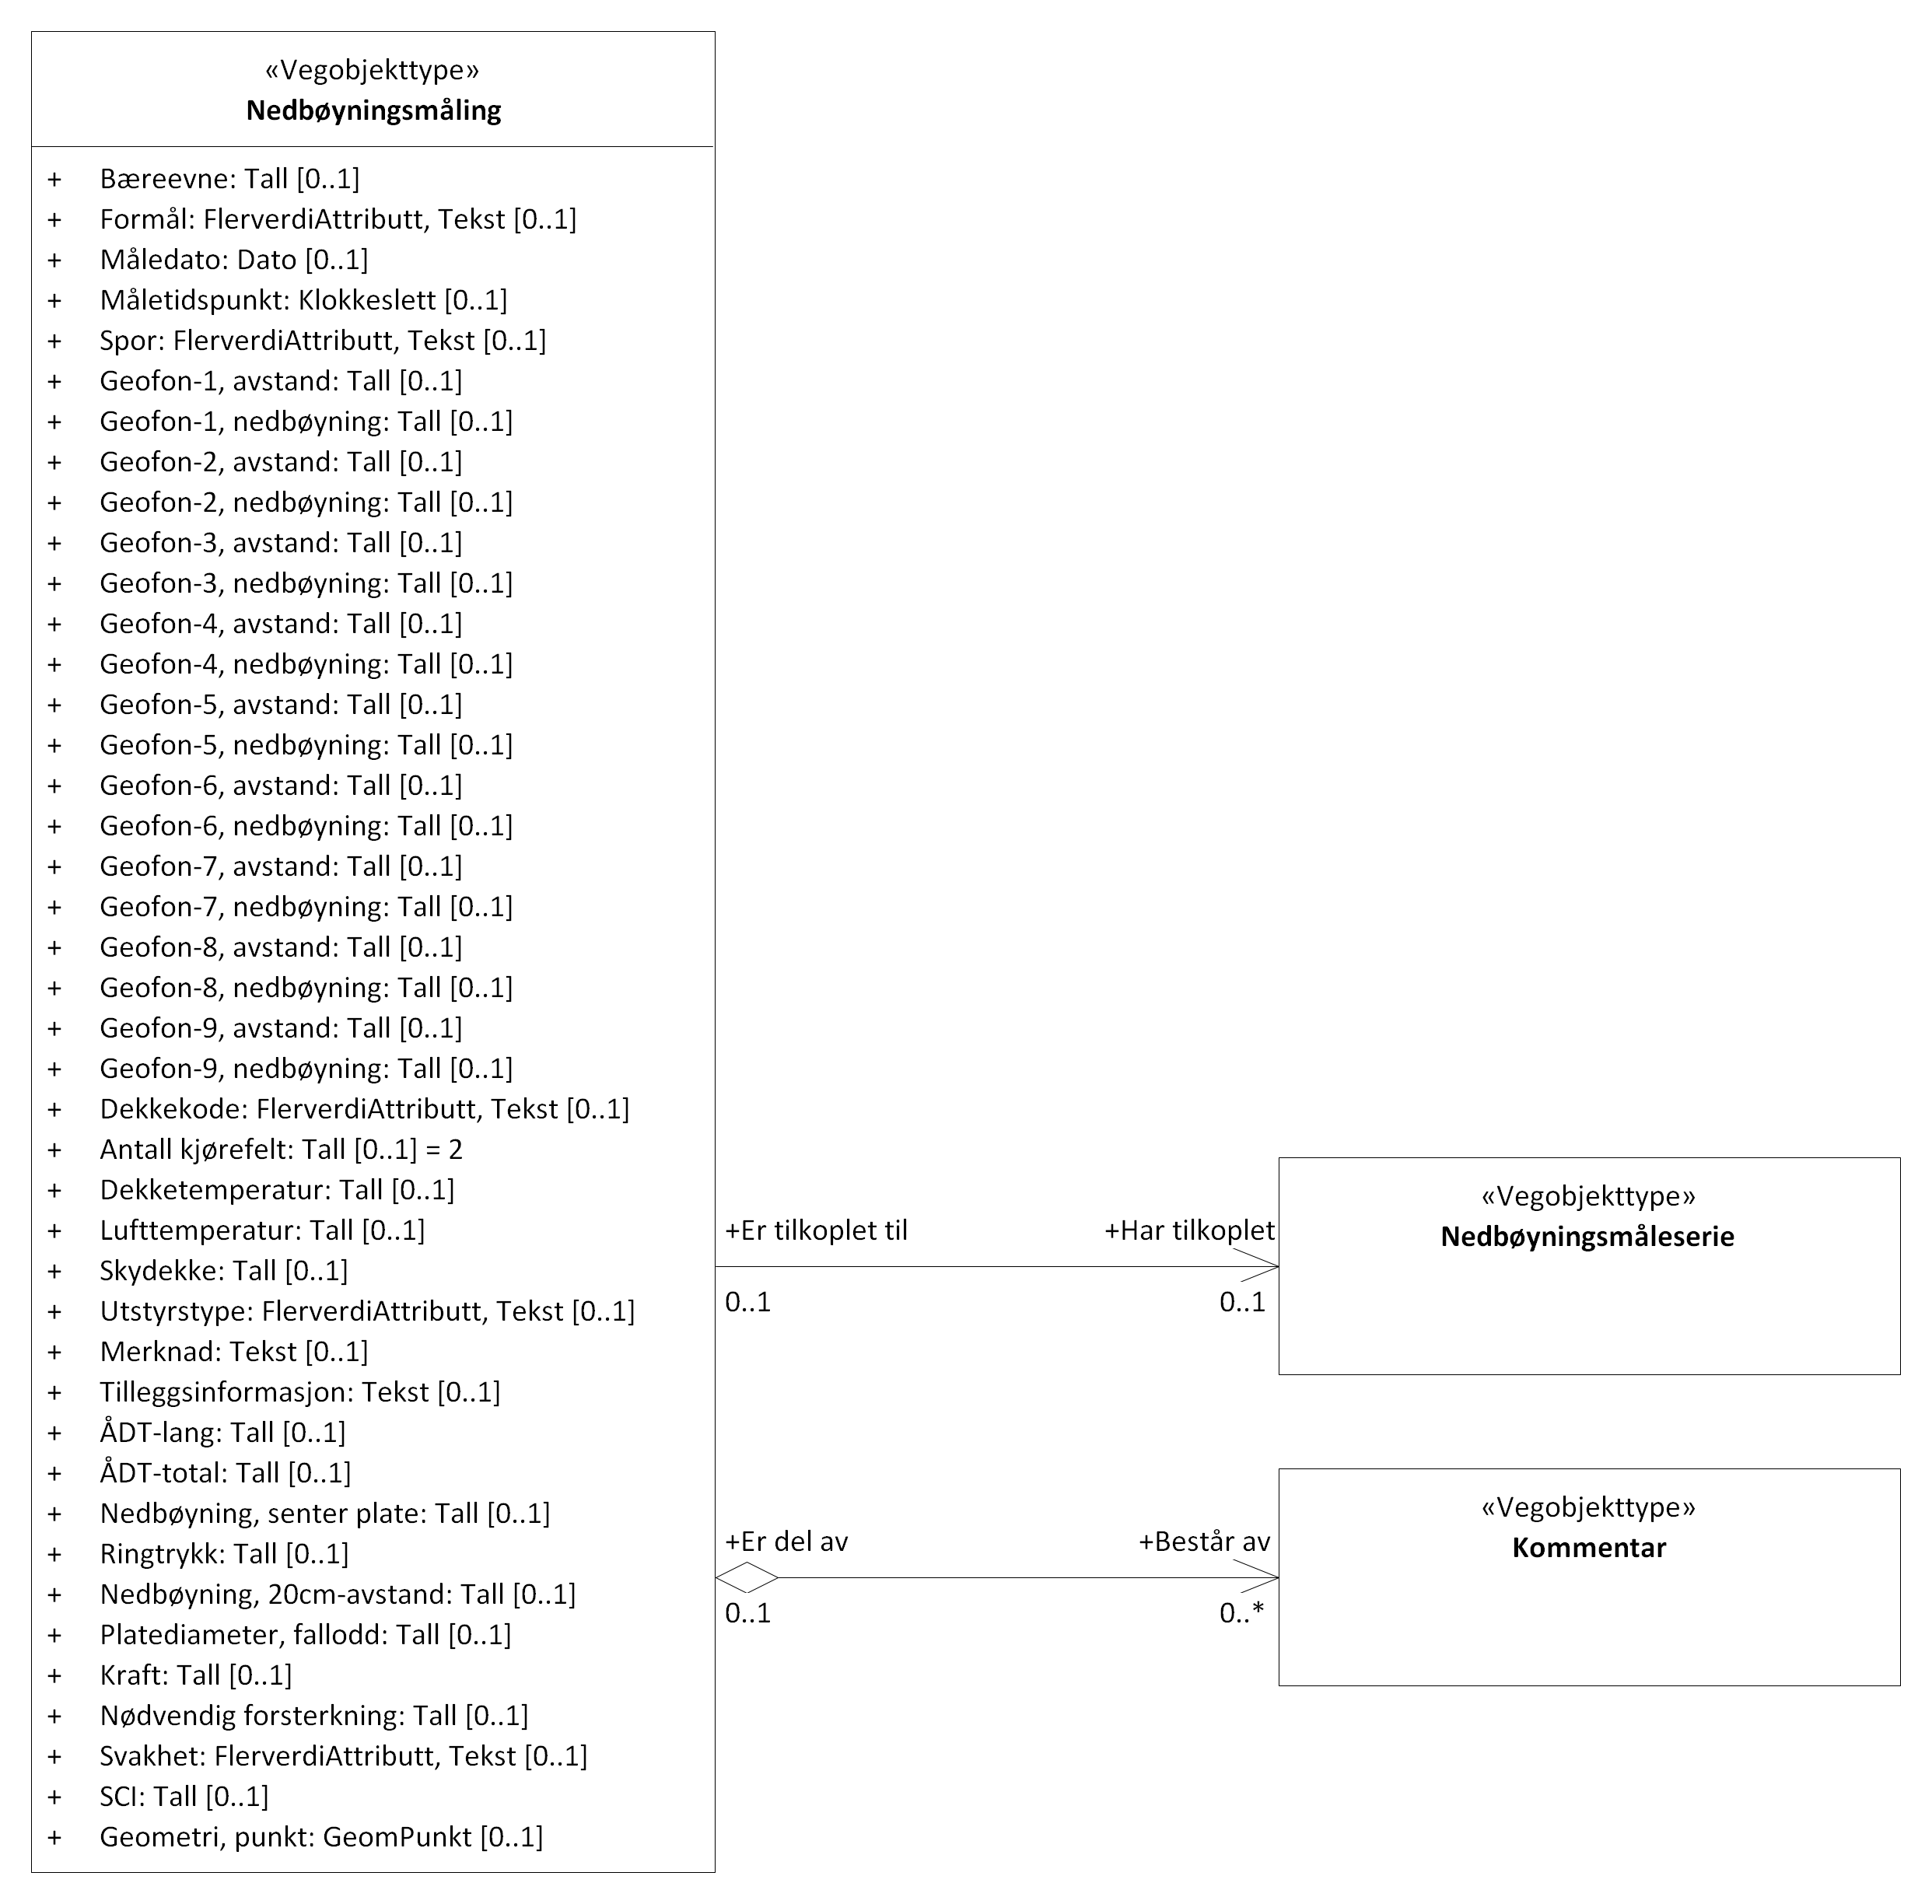 «Vegobjekttype»
Nedbøyningsmåling
+ Bæreevne: Tall [0..1]
+ Formål: FlerverdiAttributt, Tekst [0..1]
+ Måledato: Dato [0..1]
+ Måletidspunkt: Klokkeslett [0..1]
+ Spor: FlerverdiAttributt, Tekst [0..1]
+ Geofon-1, avstand: Tall [0..1]
+ Geofon-1, nedbøyning: Tall [0..1]
+ Geofon-2, avstand: Tall [0..1]
+ Geofon-2, nedbøyning: Tall [0..1]
+ Geofon-3, avstand: Tall [0..1]
+ Geofon-3, nedbøyning: Tall [0..1]
+ Geofon-4, avstand: Tall [0..1]
+ Geofon-4, nedbøyning: Tall [0..1]
+ Geofon-5, avstand: Tall [0..1]
+ Geofon-5, nedbøyning: Tall [0..1]
+ Geofon-6, avstand: Tall [0..1]
+ Geofon-6, nedbøyning: Tall [0..1]
+ Geofon-7, avstand: Tall [0..1]
+ Geofon-7, nedbøyning: Tall [0..1]
+ Geofon-8, avstand: Tall [0..1]
+ Geofon-8, nedbøyning: Tall [0..1]
+ Geofon-9, avstand: Tall [0..1]
+ Geofon-9, nedbøyning: Tall [0..1]
+ Dekkekode: FlerverdiAttributt, Tekst [0..1]
+ Antall kjørefelt: Tall [0..1] = 2
+ Dekketemperatur: Tall [0..1]
+ Lufttemperatur: Tall [0..1]
+ Skydekke: Tall [0..1]
+ Utstyrstype: FlerverdiAttributt, Tekst [0..1]
+ Merknad: Tekst [0..1]
+ Tilleggsinformasjon: Tekst [0..1]
+ ÅDT-lang: Tall [0..1]
+ ÅDT-total: Tall [0..1]
+ Nedbøyning, senter plate: Tall [0..1]
+ Ringtrykk: Tall [0..1]
+ Nedbøyning, 20cm-avstand: Tall [0..1]
+ Platediameter, fallodd: Tall [0..1]
+ Kraft: Tall [0..1]
+ Nødvendig forsterkning: Tall [0..1]
+ Svakhet: FlerverdiAttributt, Tekst [0..1]
+ SCI: Tall [0..1]
+ Geometri, punkt: GeomPunkt [0..1]
+Er tilkoplet til +Har tilkoplet
0..1 0..1
«Vegobjekttype»
Nedbøyningsmåleserie
+Er del av +Består av
0..1 0..*
«Vegobjekttype»
Kommentar